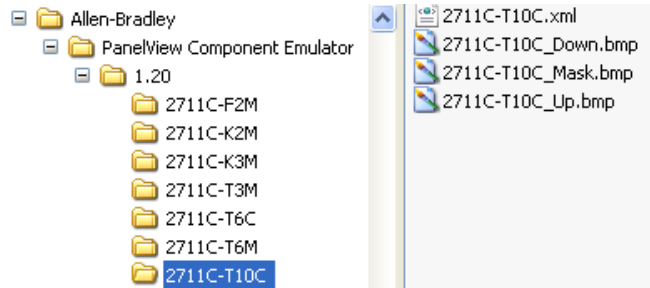 Allen-Bradley
PanelView Component Emulator
1.20
2711C-F2M
2711C-K2M
2711C-K3M
2711C-T3M
2711C-T6C
2711C-T6M
2711C-T10C
2711C-T10C.xml
2711C-T10C_Down.bmp
2711C-T10C_Mask.bmp
2711C-T10C_Up.bmp